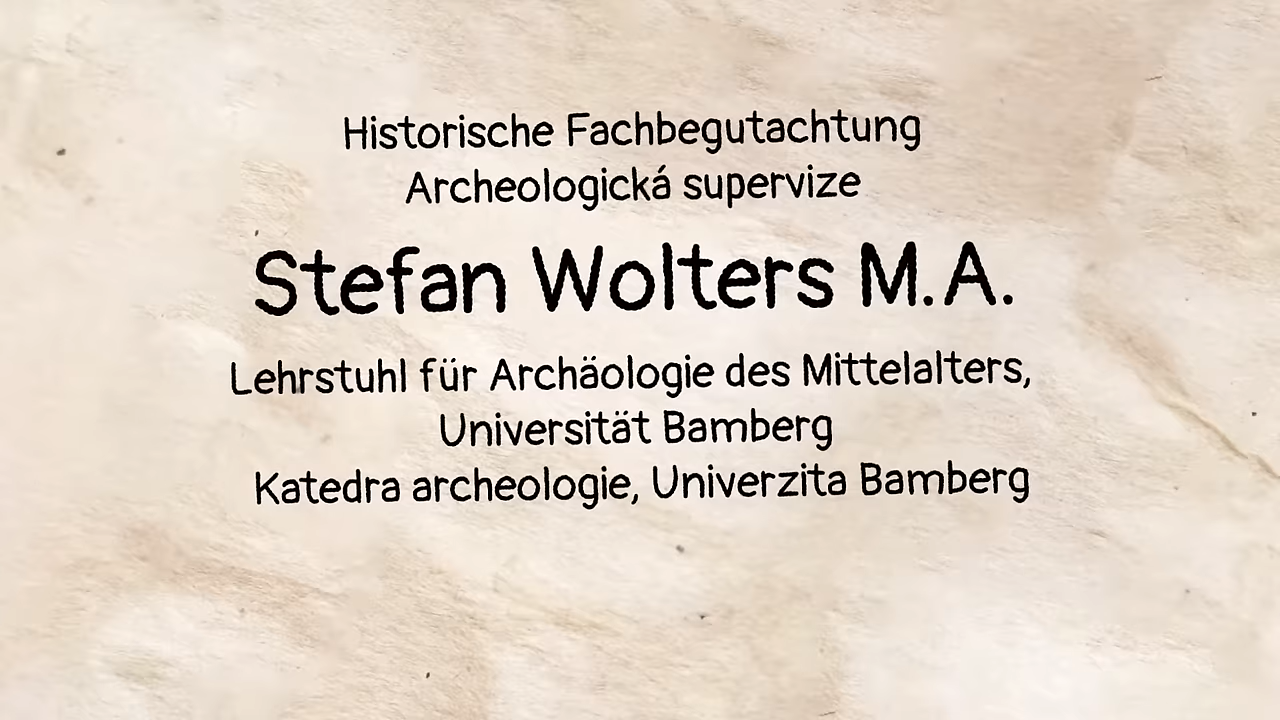 Historische Fachbegutachtung
Archeologická supervize
Stefan Wolters M.A.
Lehrstuhl für Archäologie des Mittelalters,
Universität Bamberg
Katedra archeologie, Univerzita Bamberg